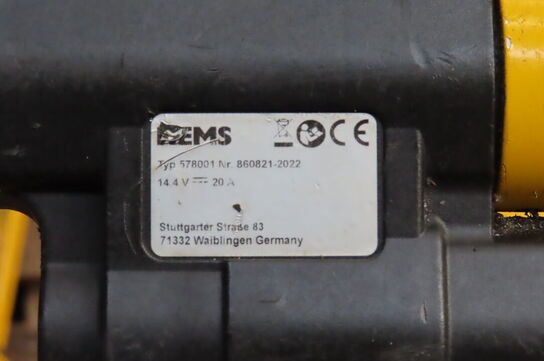 REMS
Typ 578001 Nr. 860821-2022
14,4 V 20 A
Stuttgarter Straße 83
71332 Waiblingen Germany